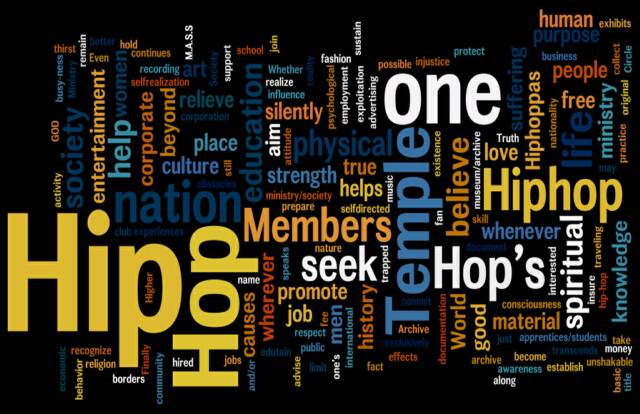 human
exhibits
purpose
M.A.S.S
join
sustain
remain
better
hold
thirst
Even
continues
busy-ness
Ministry
women
recording
art
Society
support
school
Whether
reality
fashion
possible
injustice
protect
business
collect
Circle
selfrealization
realize
influence
psychological
employment
exploitation
advertising
one
suffering
people
original
GOD
society
entertainment
help
corporate
beyond
relieve
corporation
education
aim
attitude
silently
physical
Hiphoppas
nationality
free
life
ministry
practice
place
culture
still
obstacles
strength
true
existence
museum/archive
Truth
love
may
activity
nation
ministry/society
helps
music
Temple
believe
Hiphop
prepare
selfdirected
fan
skill
club
experiences
Members
whenever
Hip
Hop
nature
document
Higher
name
wherever
speaks
seek
trapped
Hop's
interested
spiritual
traveling
insure
hip-hop
knowledge
promote
history
commit
consciousness
causes
job
men
international
documentation
World
good
material
respect
fee
Archive
exclusively
just
apprentices/students
take
economic
recognize
Finally
hired
jobs
edutain
public
effects
transcends
money
behavior
religion
community
and/or
advise
limit
one's
fact
archive
become
unshakable
borders
awareness
establish
basic
title
along